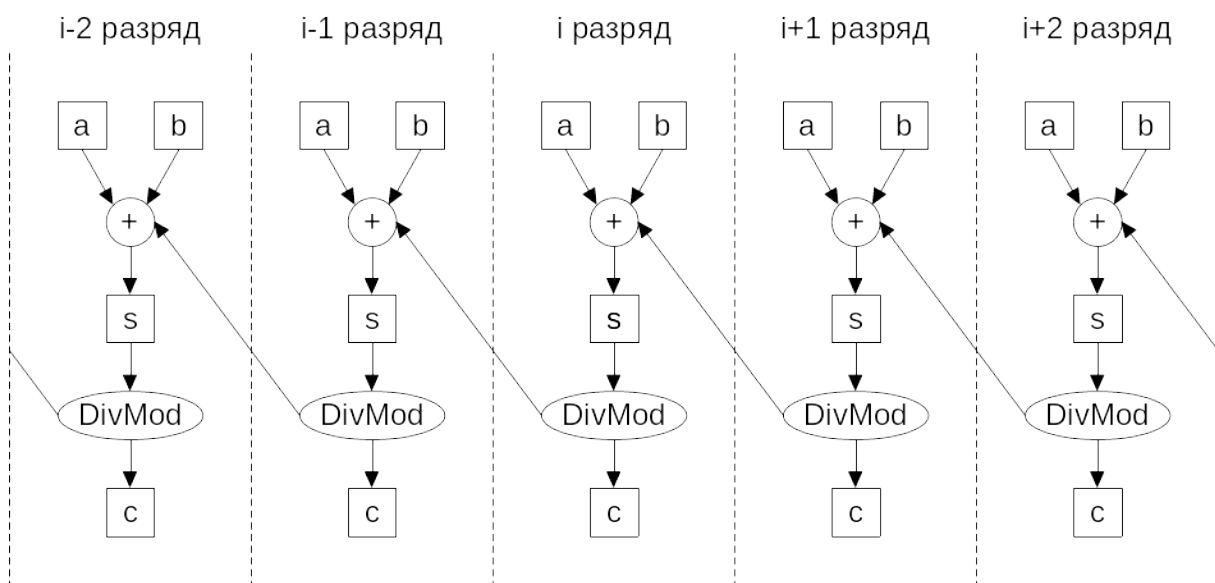 i-2 разряд i-1 разряд i разряд i+1 разряд i+2 разряд
a b a b a b a b a b
+ + + + +
s s s s s
DivMod DivMod DivMod DivMod DivMod
c c c c c